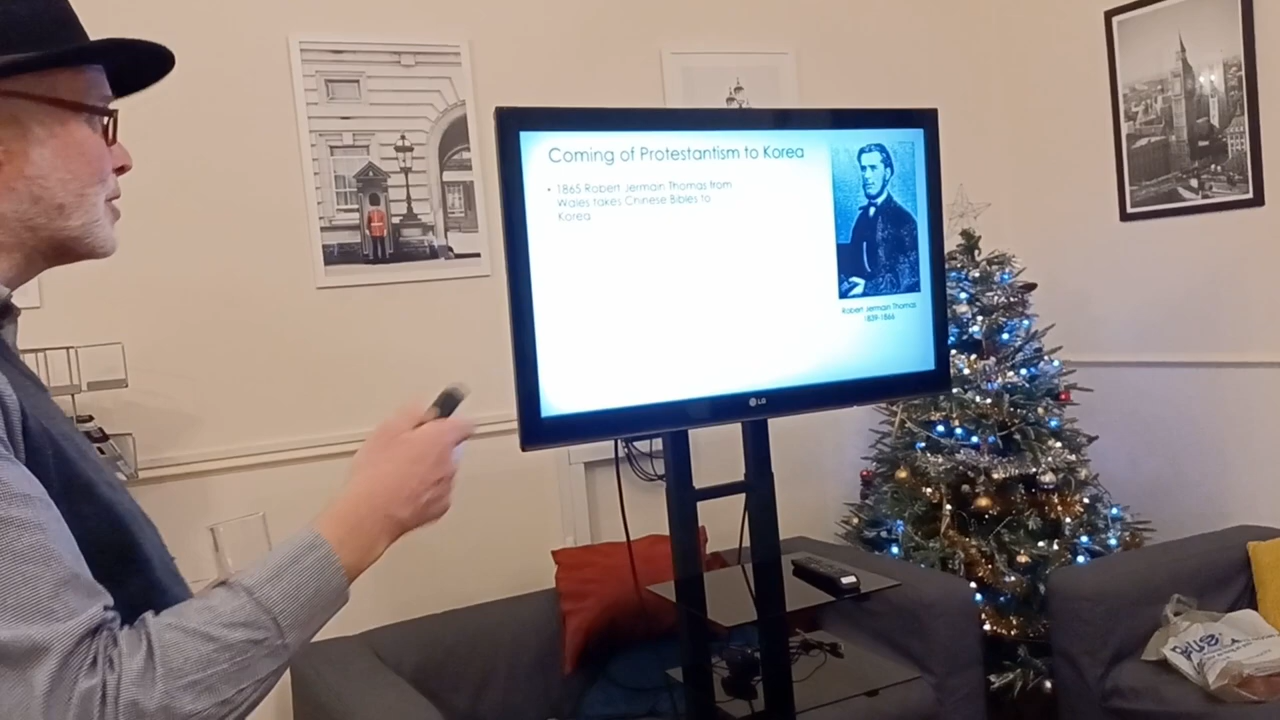 Coming of Protestantism to Korea
• 1865 Robert Jermain Thomas from
Wales takes Chinese Bibles to
Korea
Robert Jermain Thomas
1839-1866
LG